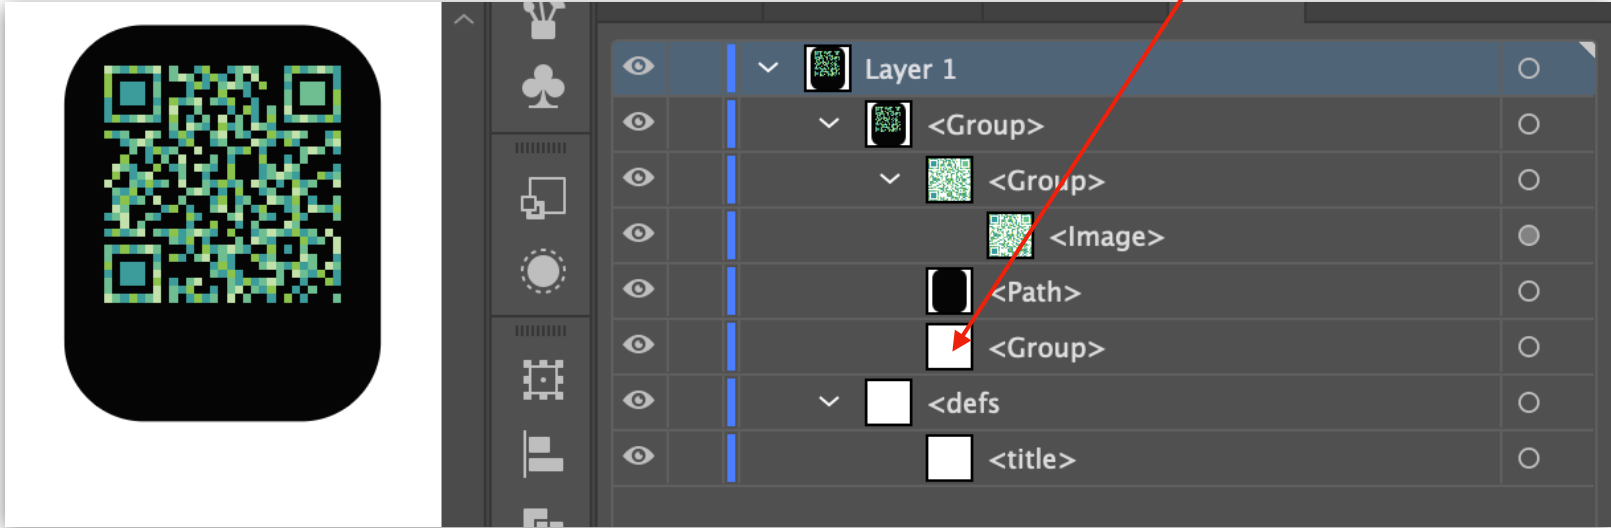 Layer 1
<Group>
<Group>
<Image>
<Path>
<Group>
<defs
<title>